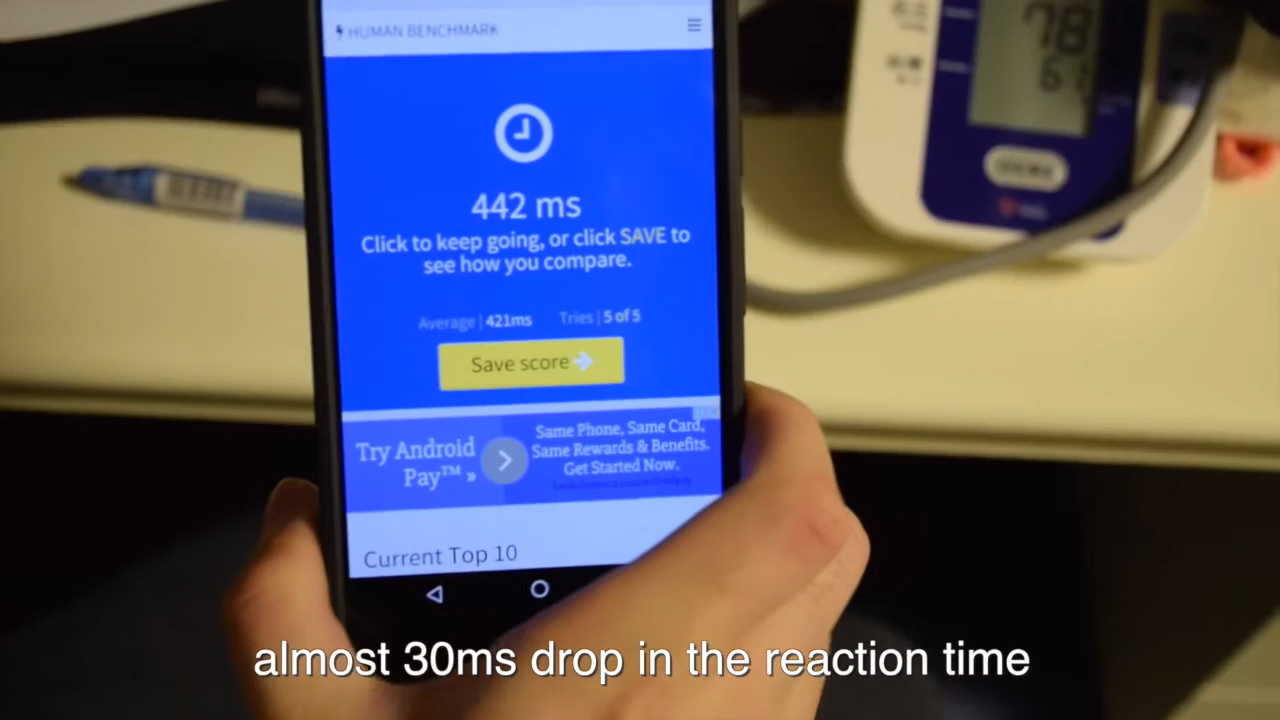 HUMAN BENCHMARK
78
442 ms
Click to keep going, or click SAVE to
see how you compare.
Average | 421ms Tries | 5 of 5
Save score
Try Android
Pay™ »
Same Phone, Same Card,
Same Rewards & Benefits.
Get Started Now.
Current Top 10
almost 30ms drop in the reaction time